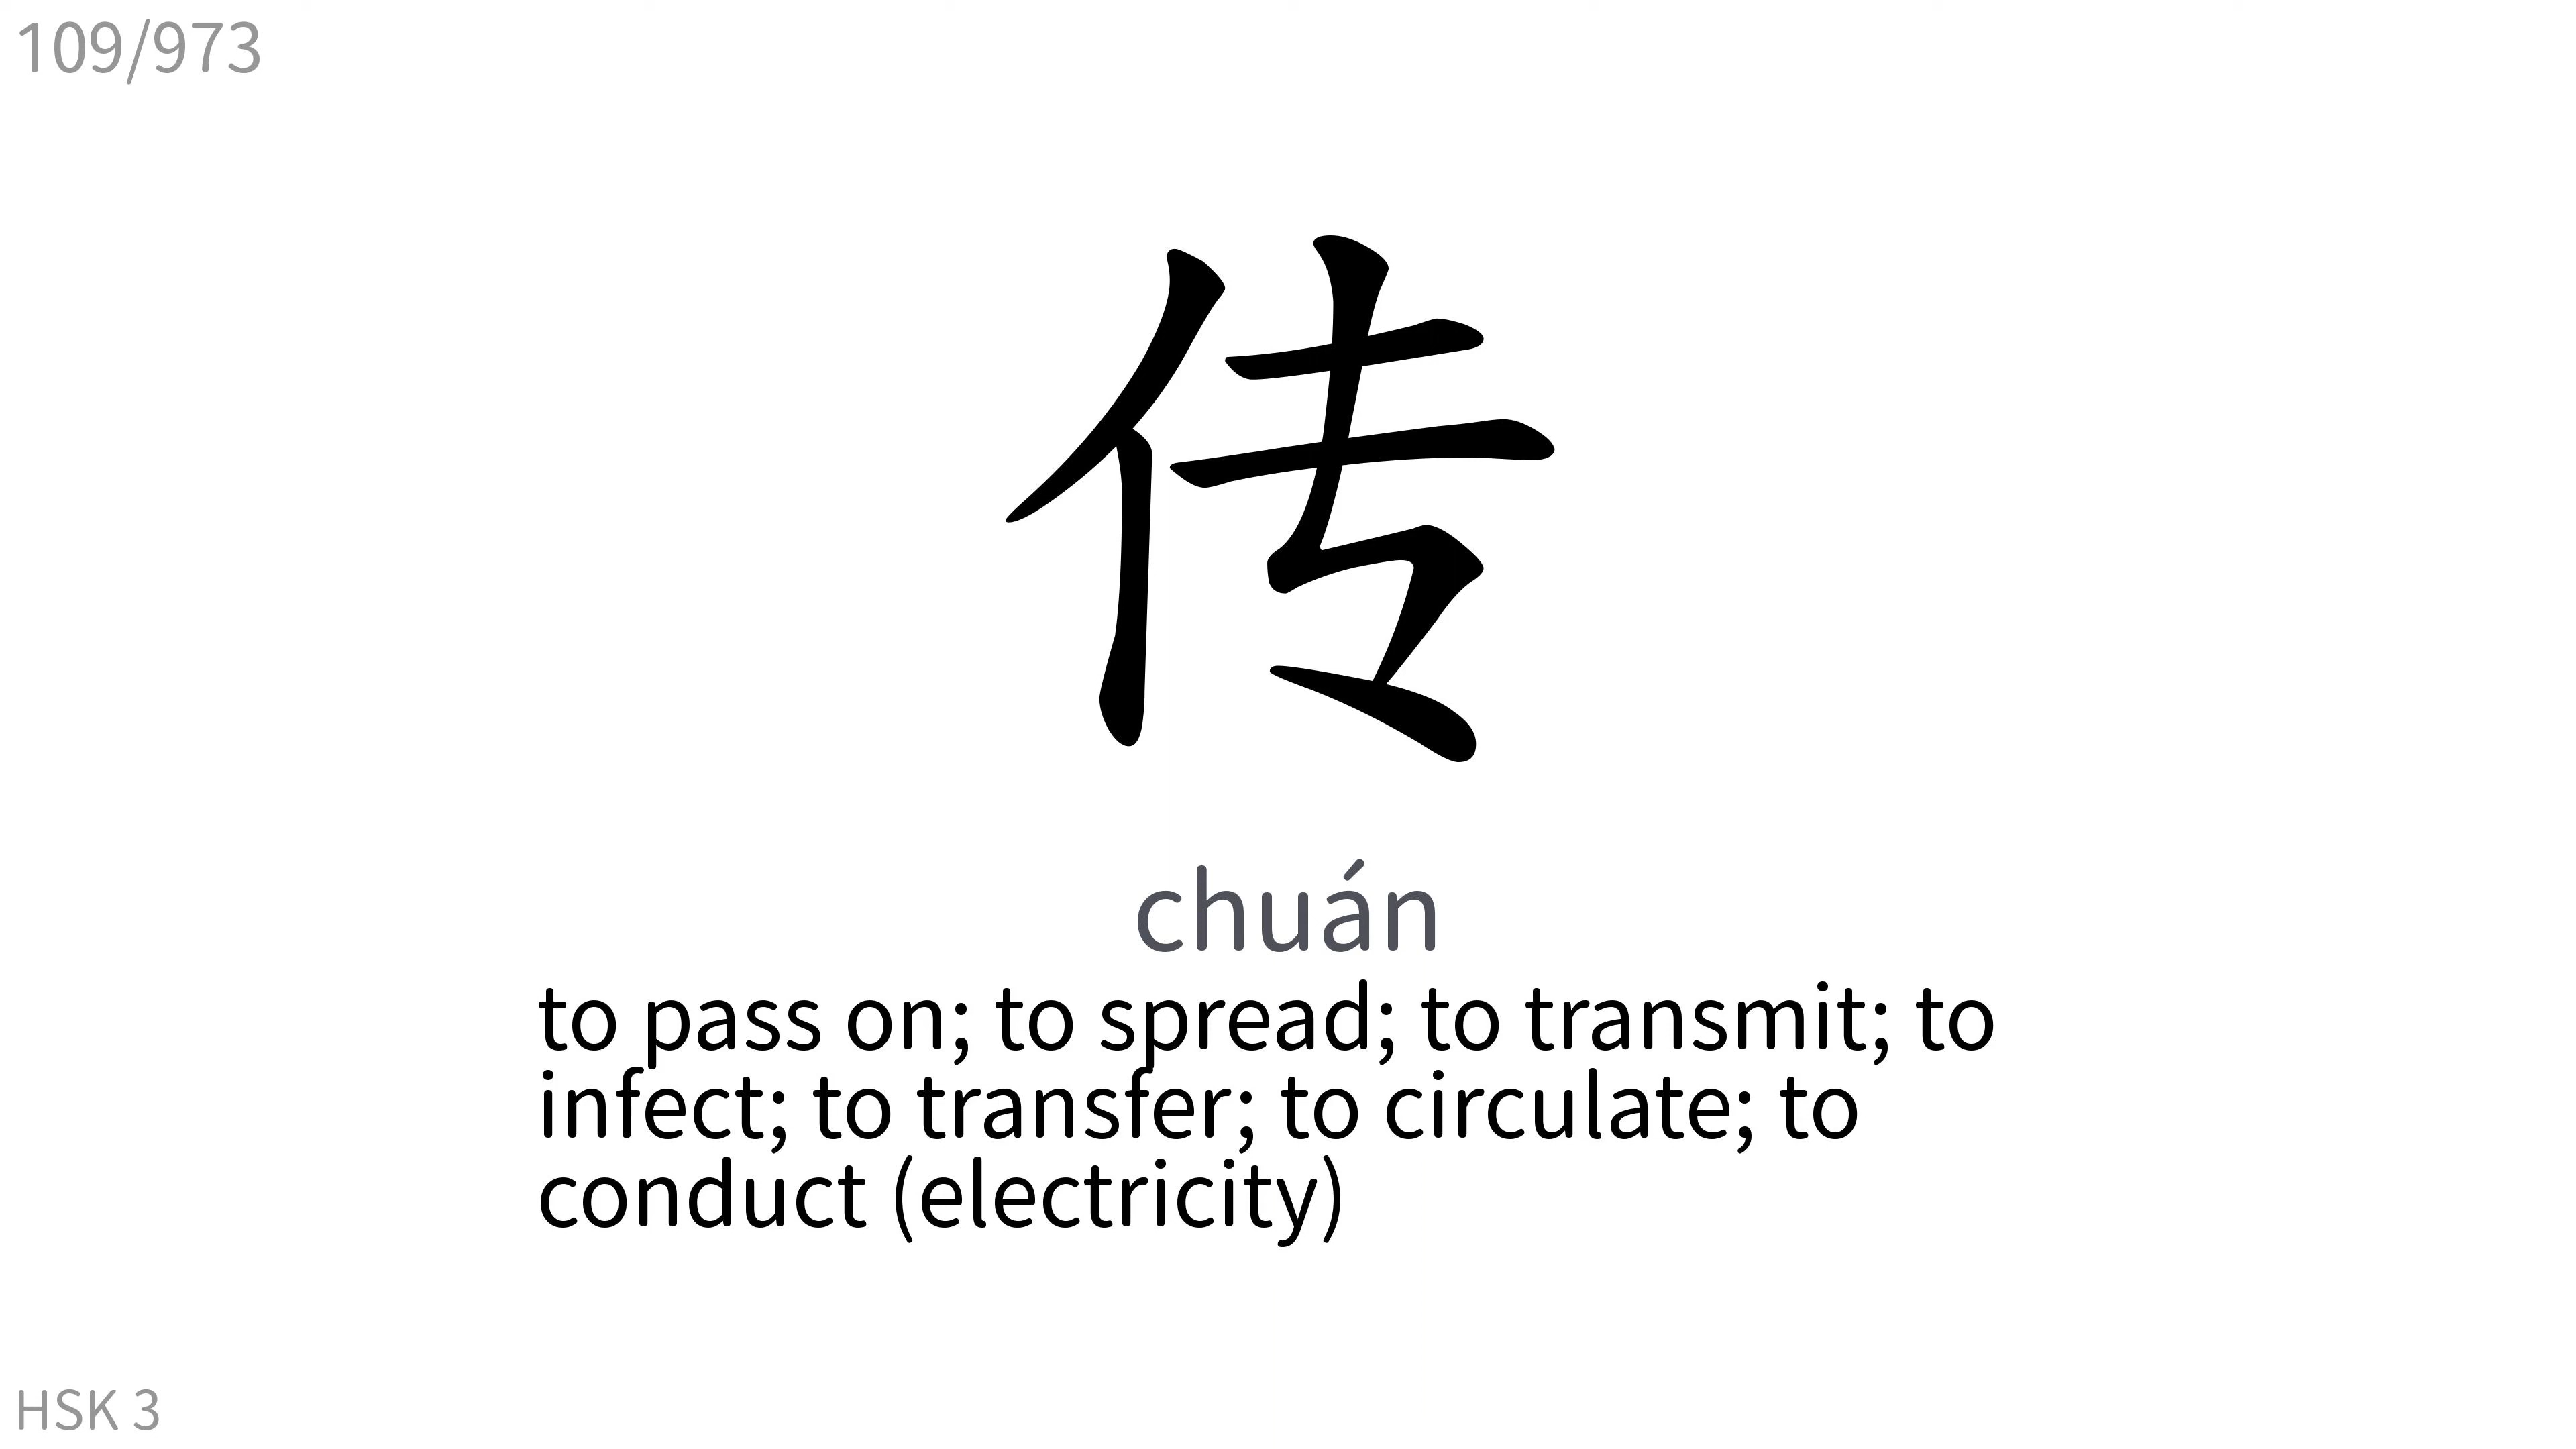 109/973
传
chuán
to pass on; to spread; to transmit; to
infect; to transfer; to circulate; to
conduct (electricity)
HSK 3